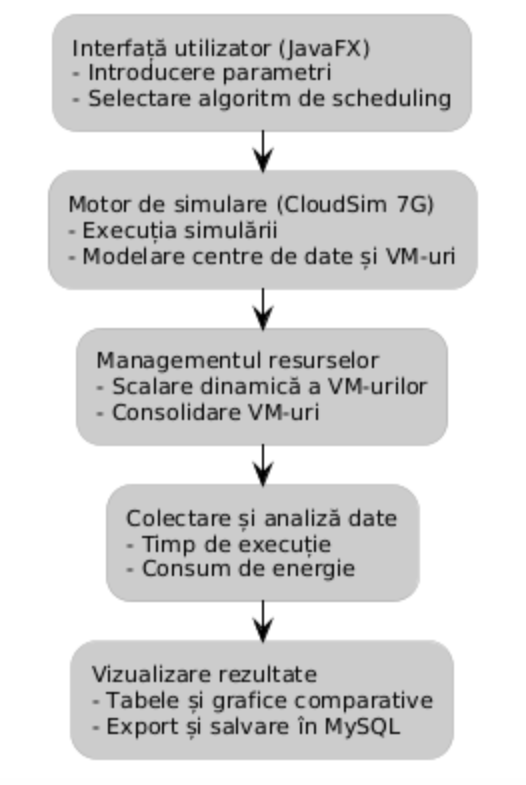 Interfață utilizator (JavaFX)
- Introducere parametri
- Selectare algoritm de scheduling
Motor de simulare (CloudSim 7G)
- Execuția simulării
- Modelare centre de date și VM-uri
Managementul resurselor
- Scalare dinamică a VM-urilor
- Consolidare VM-uri
Colectare și analiză date
- Timp de execuție
- Consum de energie
Vizualizare rezultate
- Tabele și grafice comparative
- Export și salvare în MySQL